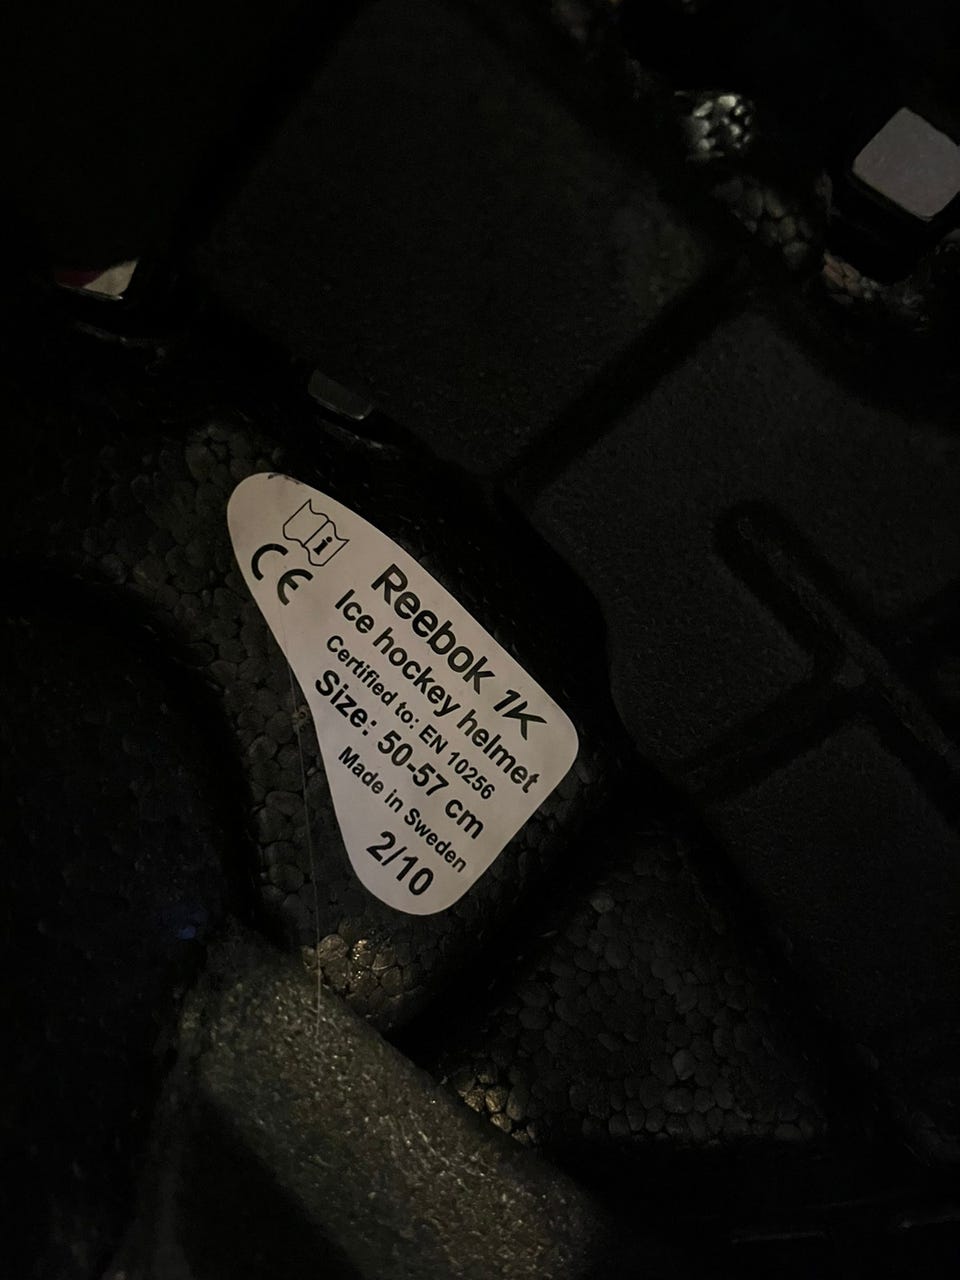 i
CE
Reebok 1K
Ice hockey helmet
Certified to: EN 10256
Size: 50-57 cm
Made in Sweden
2/10